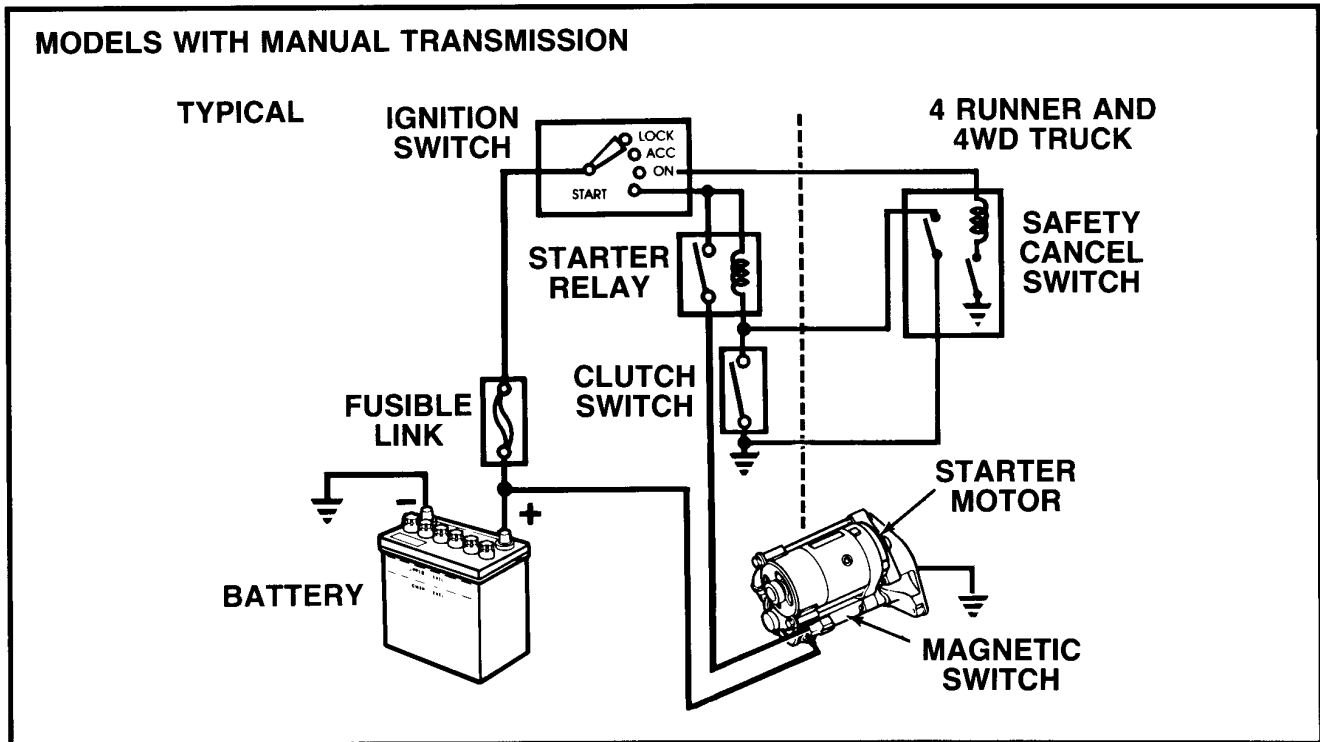 MODELS WITH MANUAL TRANSMISSION
TYPICAL
IGNITION
SWITCH
LOCK
ACC
ON
START
4 RUNNER AND
4WD TRUCK
SAFETY
CANCEL
SWITCH
STARTER
RELAY
CLUTCH
SWITCH
FUSIBLE
LINK
-
+
BATTERY
STARTER
MOTOR
MAGNETIC
SWITCH